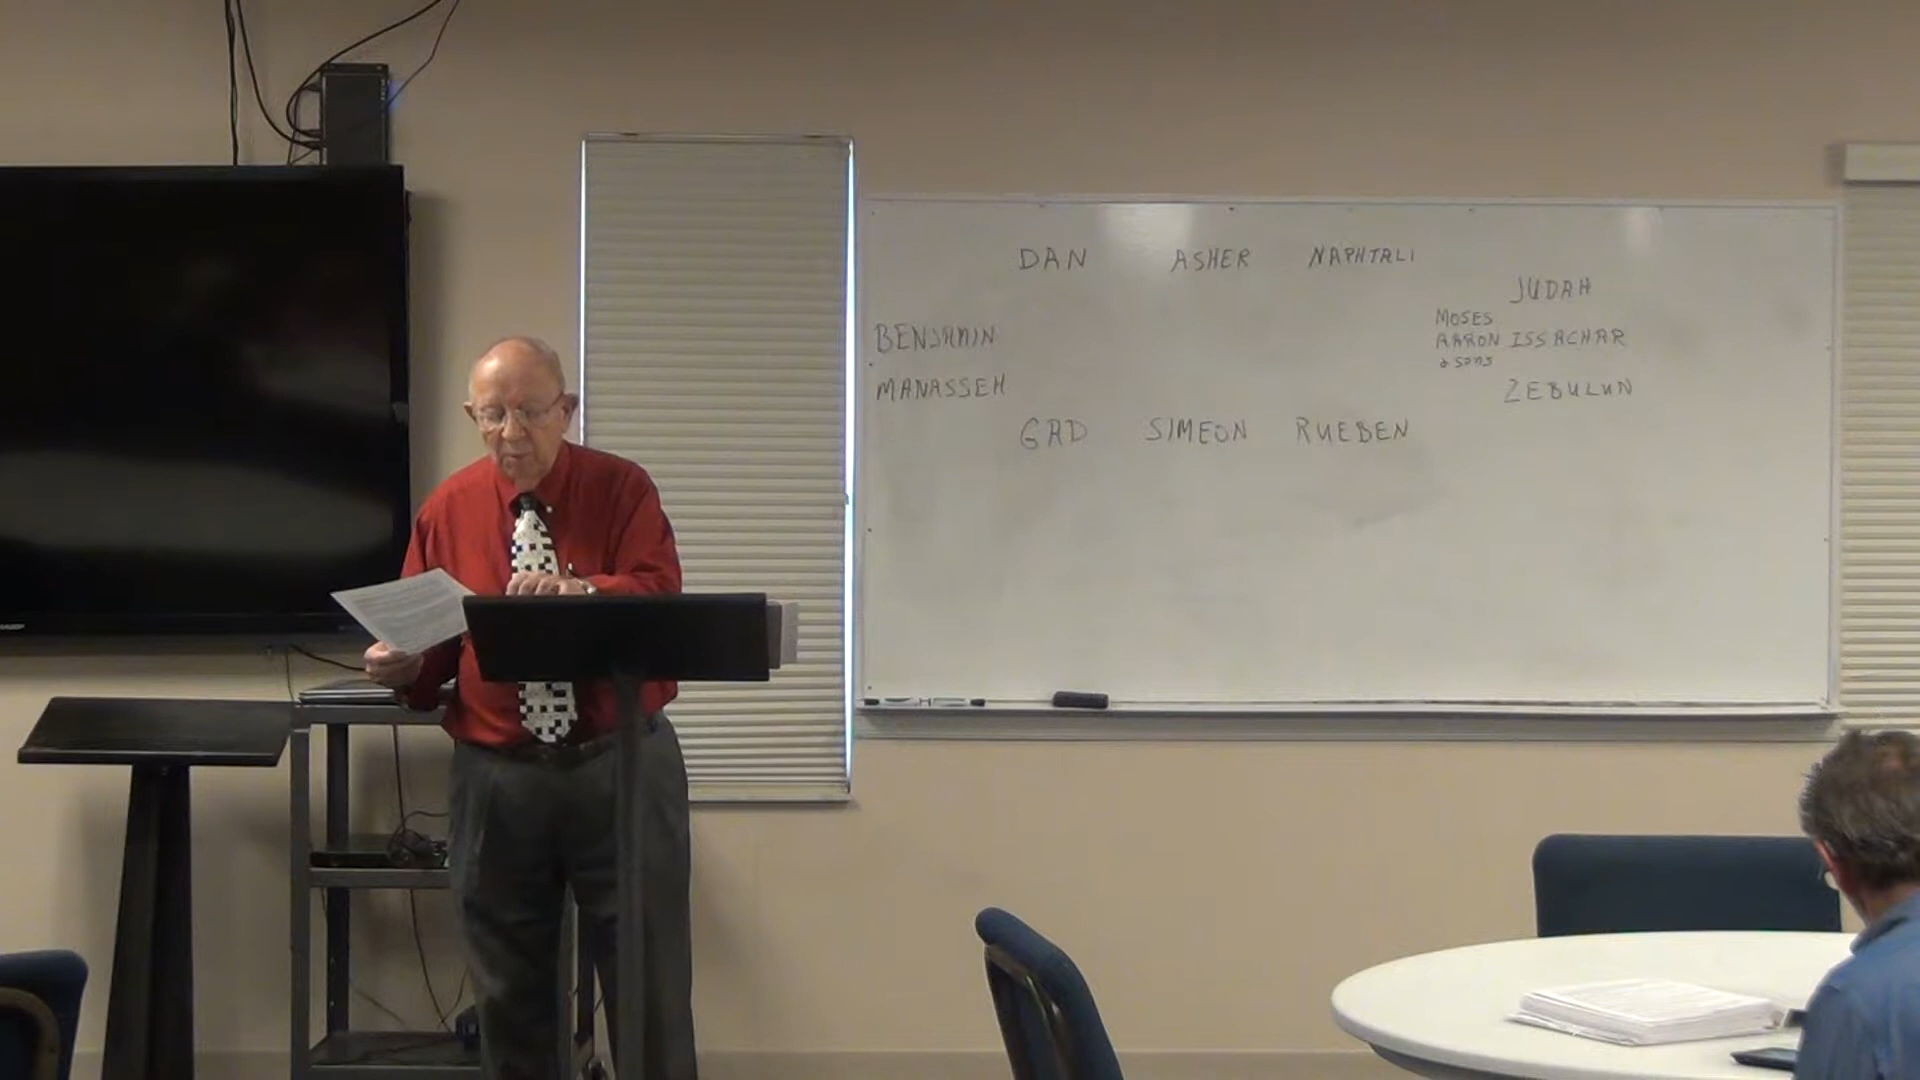 DAN ASHER NAPHTALI
JUDAH
MOSES
BENJAMIN AARON ISSACHAR
& SONS
MANASSEH ZEBULUN
GAD SIMEON RUEBEN